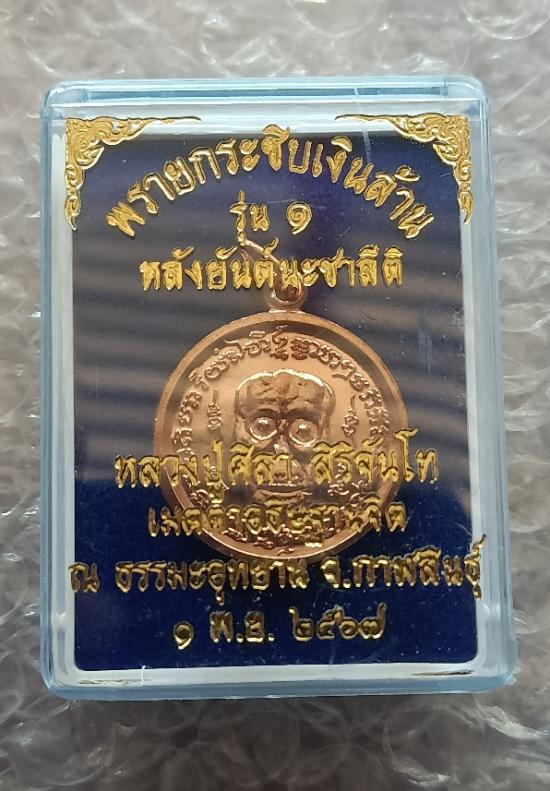 พรายกระซิบเงินล้าน
รุ่น ๑
หลังยันต์นะชาลีติ
หลวงปู่ศิลา สิริจันโท
เมตตาอธิษฐานจิต
ณ ธรรมะอุทยาน จ.กาฬสินธุ์
๑ พ.ย. ๒๕๖๗